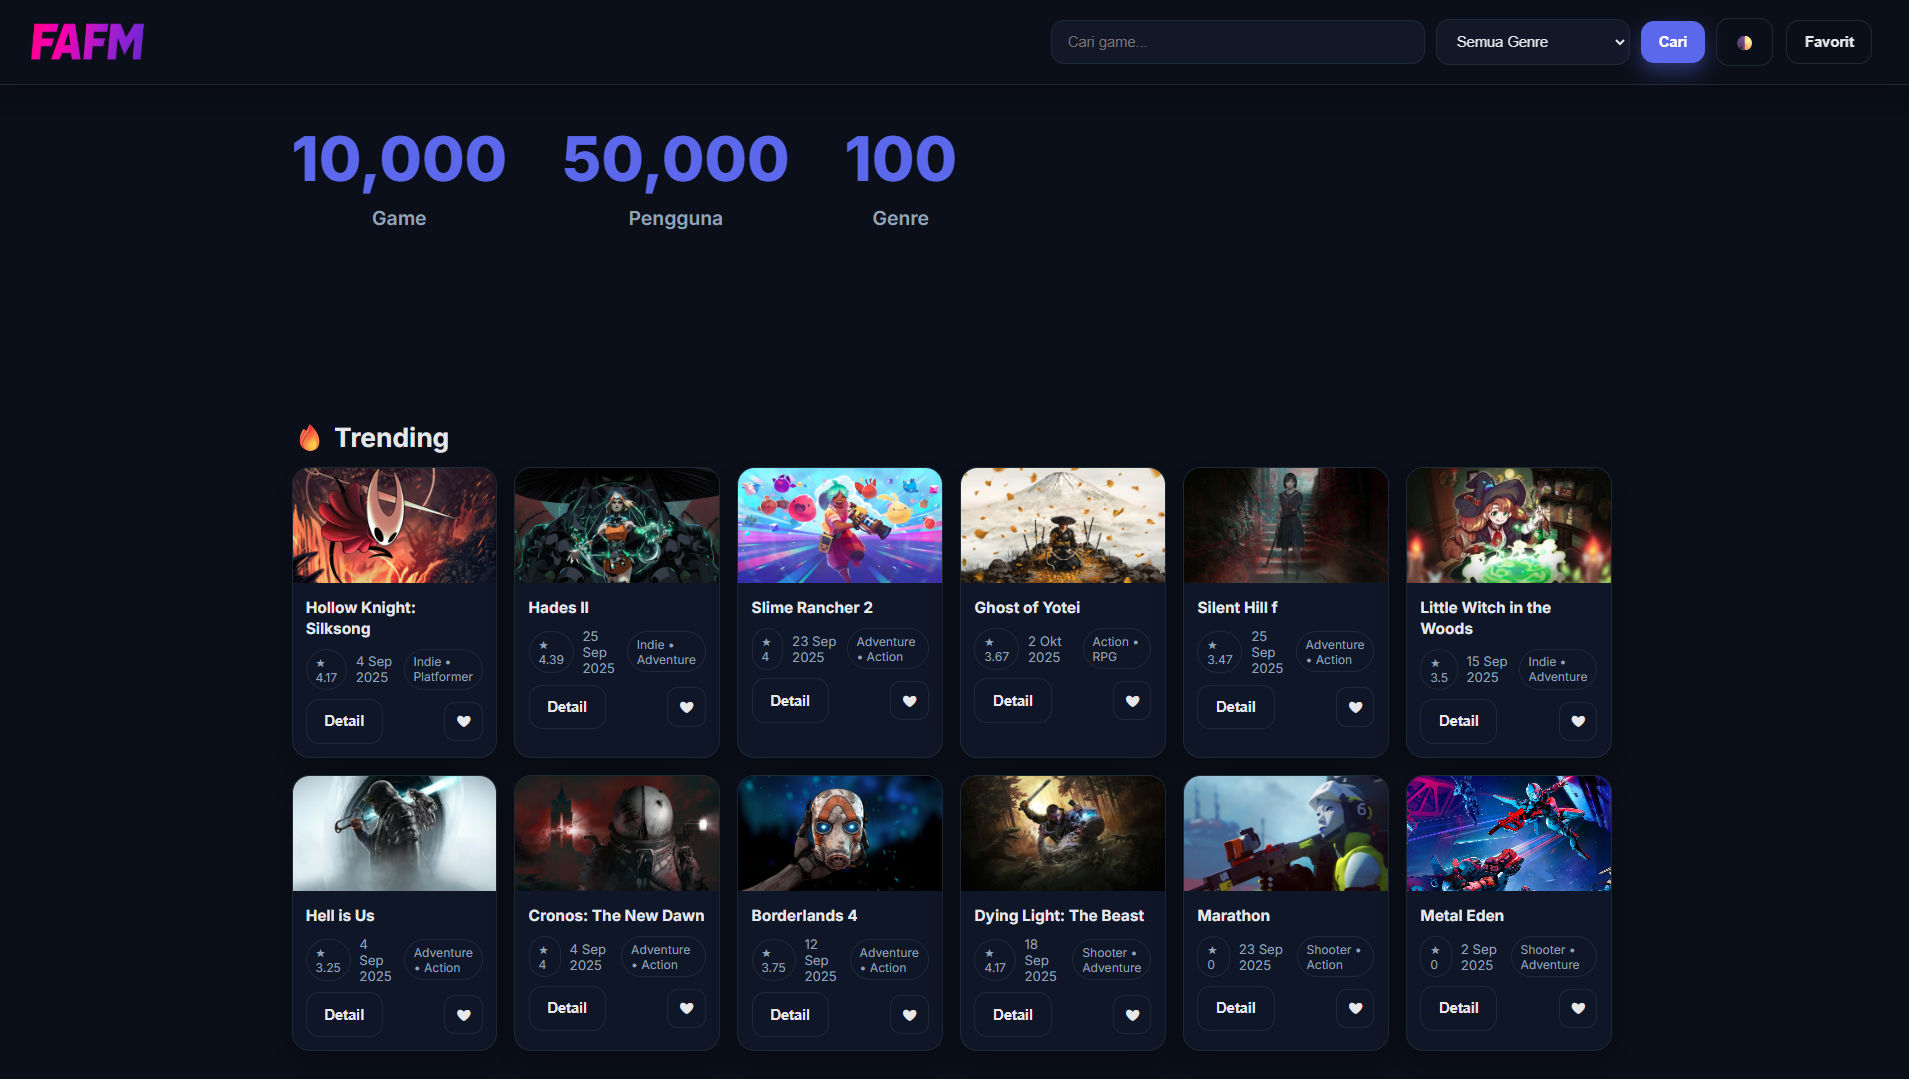 FAFM
Cari game...
Semua Genre
Cari
Favorit
10,000
Game
50,000
Pengguna
100
Genre
Trending
Hollow Knight:
Silksong
★
4.17
4 Sep
2025
Indie •
Platformer
Detail
Hades II
★
4.39
25
Sep
2025
Indie •
Adventure
Detail
Slime Rancher 2
★
4
23 Sep
2025
Adventure
• Action
Detail
Ghost of Yotei
★
3.67
2 Okt
2025
Action •
RPG
Detail
Silent Hill f
★
3.47
25
Sep
2025
Adventure
• Action
Detail
Little Witch in the
Woods
★
3.5
15 Sep
2025
Indie •
Adventure
Detail
Hell is Us
★
3.25
4
Sep
2025
Adventure
• Action
Detail
Cronos: The New Dawn
★
4
4 Sep
2025
Adventure
• Action
Detail
Borderlands 4
★
3.75
12
Sep
2025
Adventure
• Action
Detail
Dying Light: The Beast
★
4.17
18
Sep
2025
Shooter •
Adventure
Detail
Marathon
★
0
23 Sep
2025
Shooter •
Action
Detail
Metal Eden
★
0
2 Sep
2025
Shooter •
Adventure
Detail